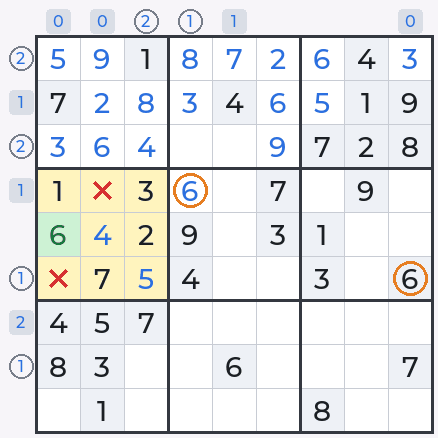 0 0 2 1 1 0
2 5 9 1 8 7 2 6 4 3
1 7 2 8 3 4 6 5 1 9
2 3 6 4 9 7 2 8
1 1 × 3 6 7 9
6 4 2 9 3 1
1 × 7 5 4 3 6
2 4 5 7
1 8 3 6 7
1 8